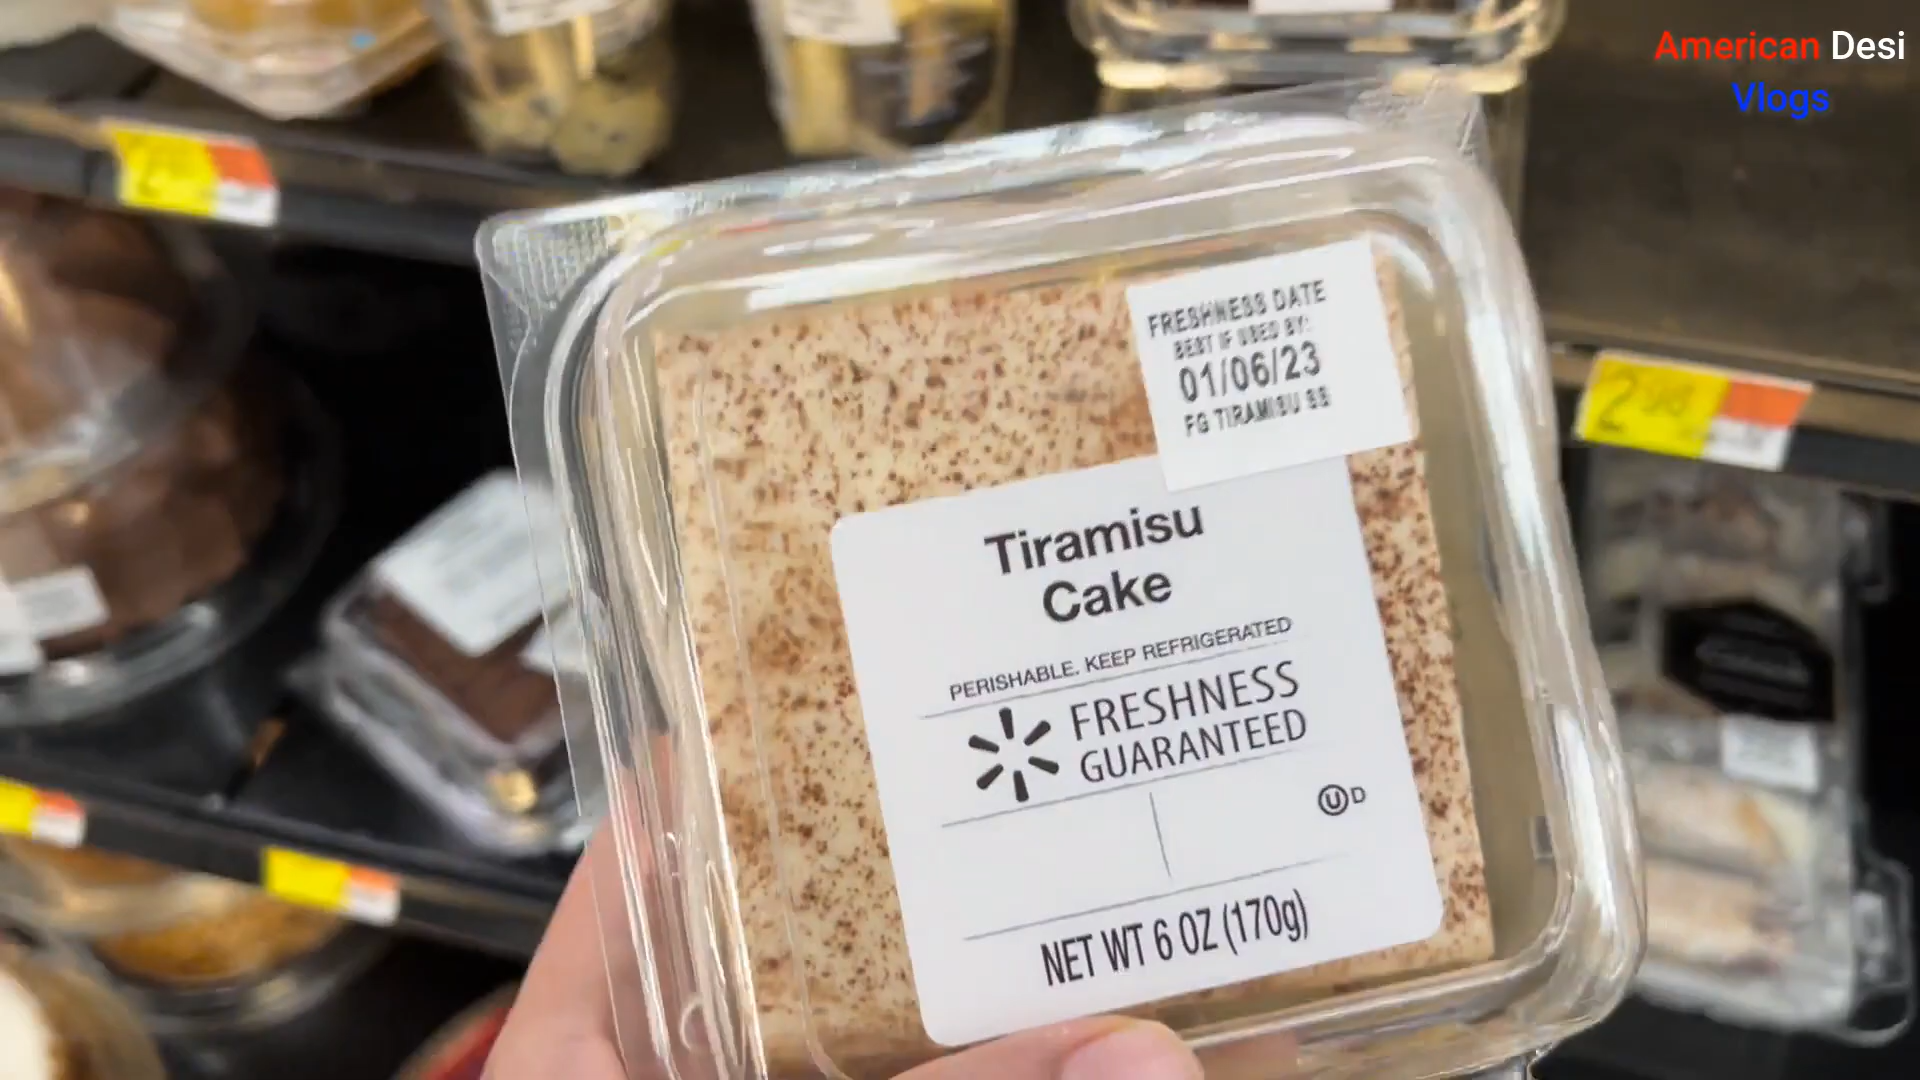 American Desi
Vlogs
FRESHNESS DATE
BEST IF USED BY:
01/06/23
FG TIRAMISU SS
Tiramisu
Cake
PERISHABLE. KEEP REFRIGERATED
FRESHNESS
GUARANTEED
U D
NET WT 6 OZ (170g)